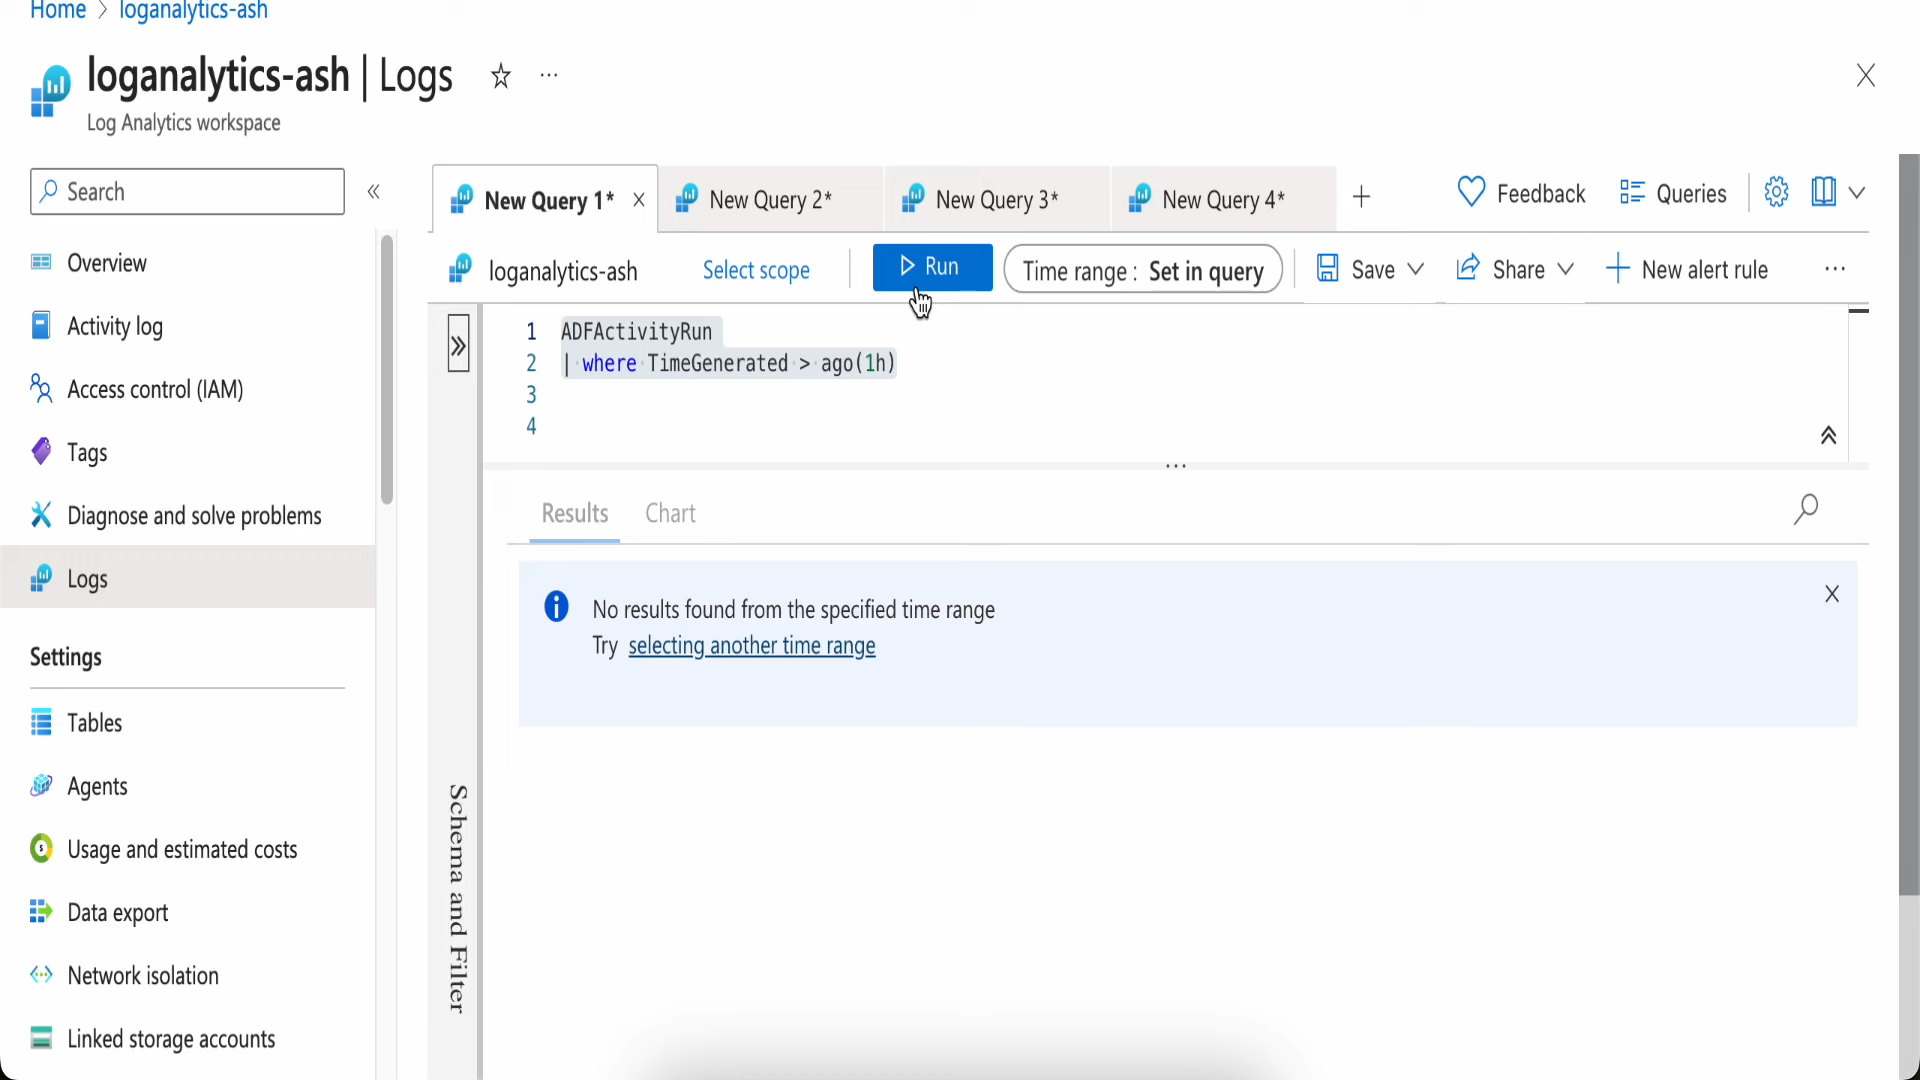 Home > loganalytics-ash
loganalytics-ash | Logs ☆ ...
Log Analytics workspace
Search «
Overview
Activity log
Access control (IAM)
Tags
Diagnose and solve problems
Logs
Settings
Tables
Agents
Usage and estimated costs
Data export
Network isolation
Linked storage accounts
New Query 1* × New Query 2* New Query 3* New Query 4* +
Feedback Queries
loganalytics-ash Select scope Run Time range : Set in query Save Share New alert rule ...
1 ADFActivityRun
2 | where TimeGenerated > ago(1h)
3
4
Schema and Filter
Results Chart
No results found from the specified time range
Try selecting another time range